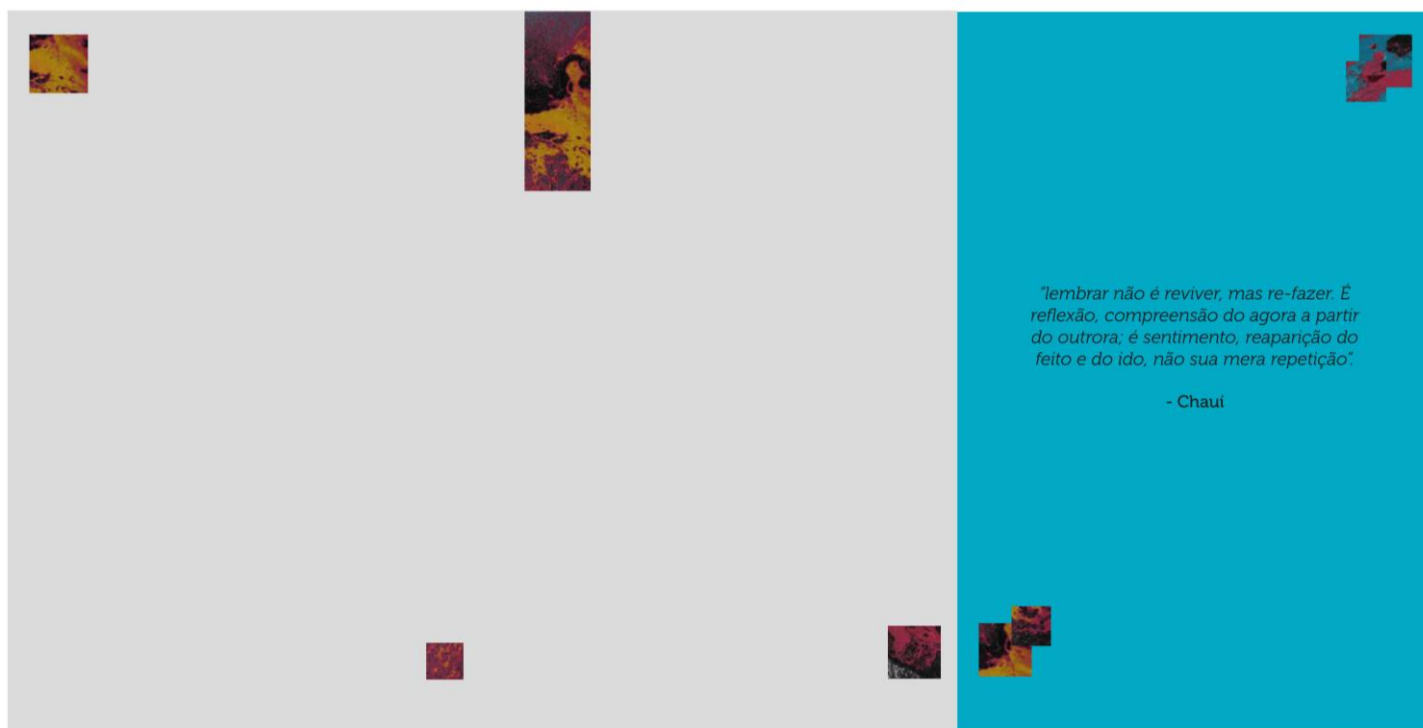 "lembrar não é reviver, mas re-fazer. É
reflexão, compreensão do agora a partir
do outrora; é sentimento, reaparição do
feito e do ido, não sua mera repetição".
- Chauí